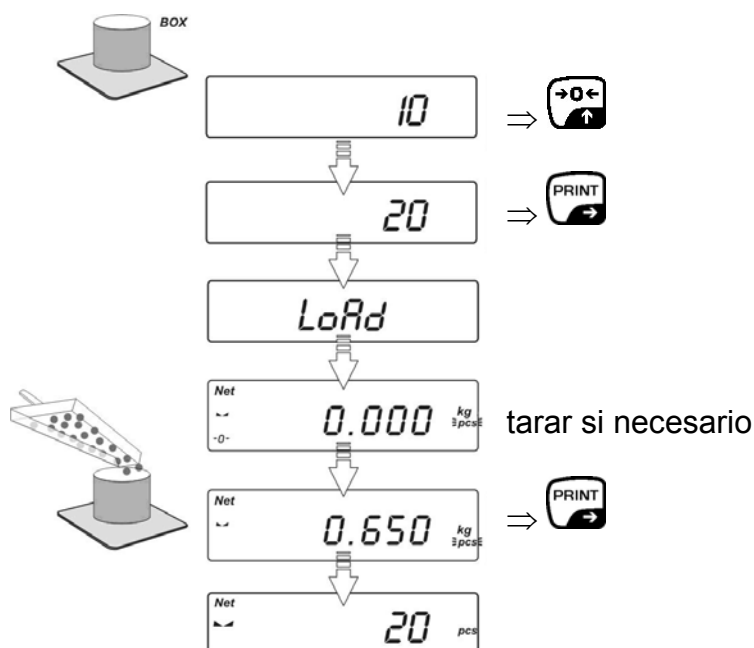 BOX
10 ⇒ →0←
20 ⇒ PRINT
LoAd
Net
-0-
0.000 kg
pcs
tarar si necesario
Net
0.650 kg
pcs
⇒ PRINT
Net
20 pcs